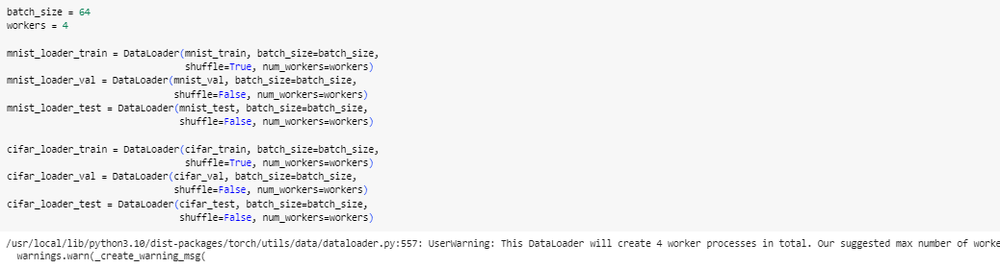 batch_size = 64
workers = 4
mnist_loader_train = DataLoader(mnist_train, batch_size=batch_size,
shuffle=True, num_workers=workers)
mnist_loader_val = DataLoader(mnist_val, batch_size=batch_size,
shuffle=False, num_workers=workers)
mnist_loader_test = DataLoader(mnist_test, batch_size=batch_size,
shuffle=False, num_workers=workers)
cifar_loader_train = DataLoader(cifar_train, batch_size=batch_size,
shuffle=True, num_workers=workers)
cifar_loader_val = DataLoader(cifar_val, batch_size=batch_size,
shuffle=False, num_workers=workers)
cifar_loader_test = DataLoader(cifar_test, batch_size=batch_size,
shuffle=False, num_workers=workers)
/usr/local/lib/python3.10/dist-packages/torch/utils/data/dataloader.py:557: UserWarning: This DataLoader will create 4 worker processes in total. Our suggested max number of worke
warnings.warn(_create_warning_msg(